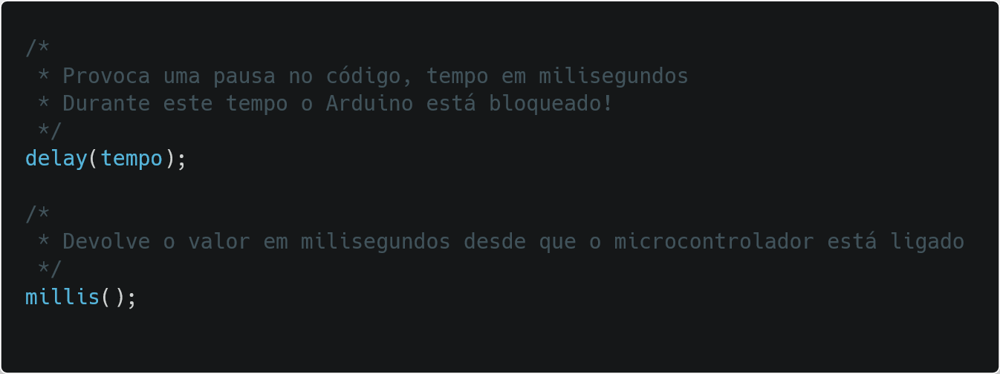 /*
 * Provoca uma pausa no código, tempo em milisegundos
 * Durante este tempo o Arduino está bloqueado!
 */
delay(tempo);
/*
 * Devolve o valor em milisegundos desde que o microcontrolador está ligado
 */
millis();